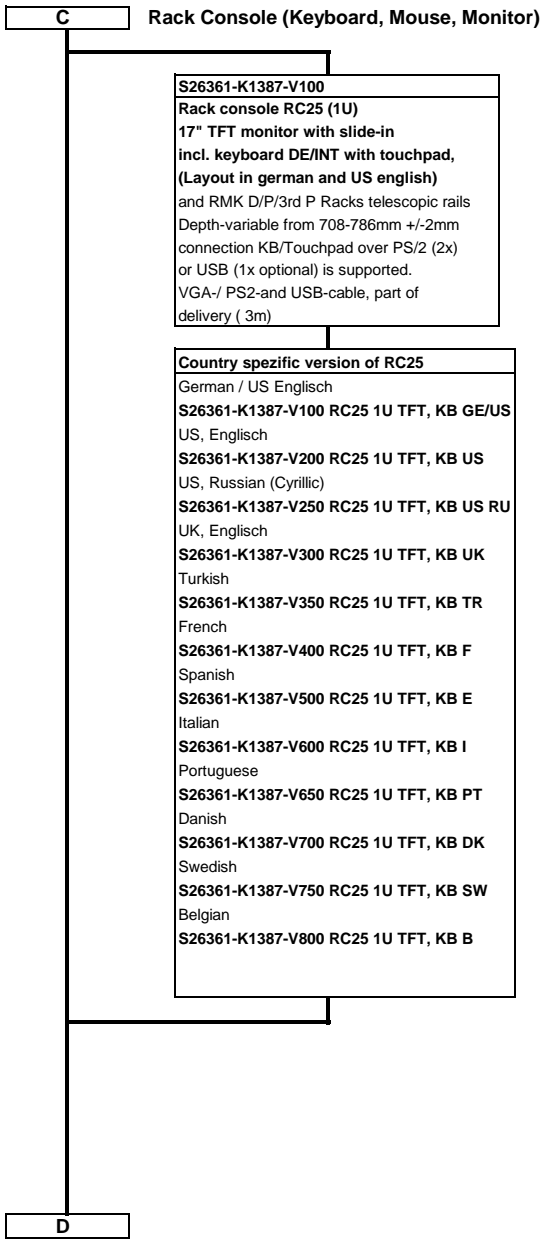 C Rack Console (Keyboard, Mouse, Monitor)
S26361-K1387-V100
Rack console RC25 (1U)
17" TFT monitor with slide-in
incl. keyboard DE/INT with touchpad,
(Layout in german and US english)
and RMK D/P/3rd P Racks telescopic rails
Depth-variable from 708-786mm +/-2mm
connection KB/Touchpad over PS/2 (2x)
or USB (1x optional) is supported.
VGA-/ PS2-and USB-cable, part of
delivery ( 3m)
Country spezific version of RC25
German / US Englisch
S26361-K1387-V100 RC25 1U TFT, KB GE/US
US, Englisch
S26361-K1387-V200 RC25 1U TFT, KB US
US, Russian (Cyrillic)
S26361-K1387-V250 RC25 1U TFT, KB US RU
UK, Englisch
S26361-K1387-V300 RC25 1U TFT, KB UK
Turkish
S26361-K1387-V350 RC25 1U TFT, KB TR
French
S26361-K1387-V400 RC25 1U TFT, KB F
Spanish
S26361-K1387-V500 RC25 1U TFT, KB E
Italian
S26361-K1387-V600 RC25 1U TFT, KB I
Portuguese
S26361-K1387-V650 RC25 1U TFT, KB PT
Danish
S26361-K1387-V700 RC25 1U TFT, KB DK
Swedish
S26361-K1387-V750 RC25 1U TFT, KB SW
Belgian
S26361-K1387-V800 RC25 1U TFT, KB B
D